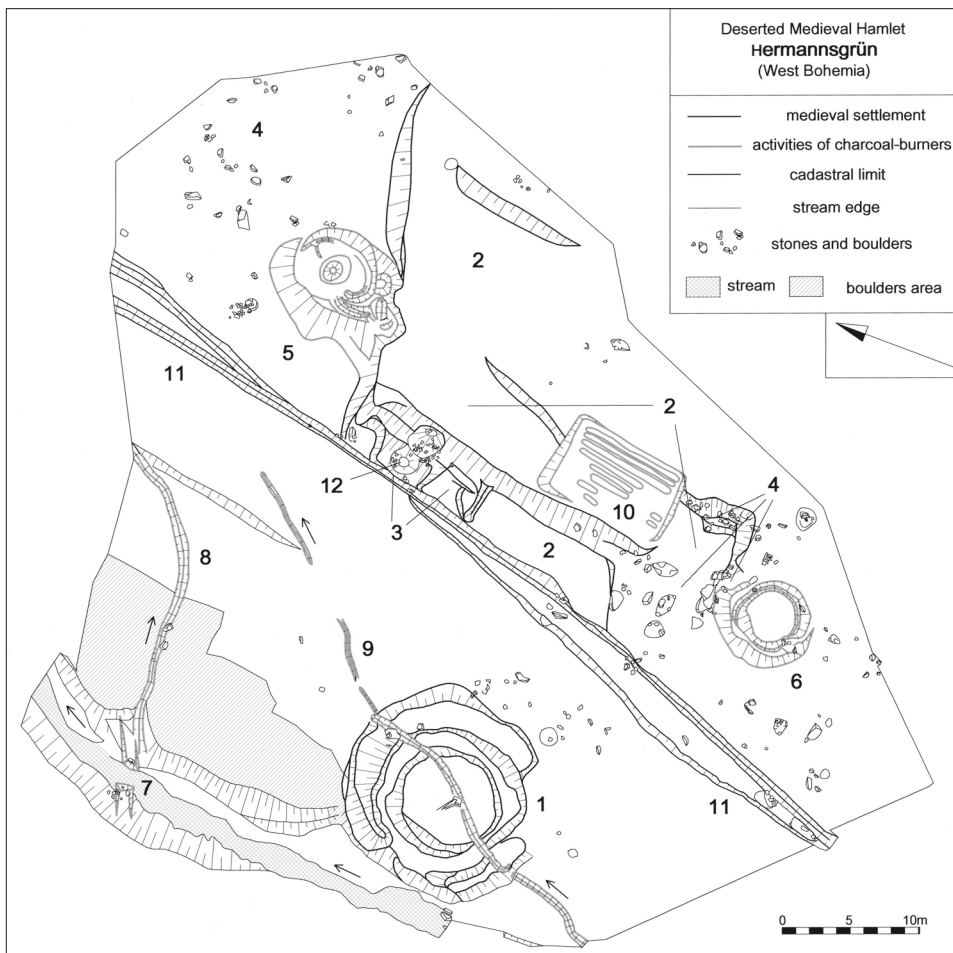 Deserted Medieval Hamlet
Hermannsgrün
(West Bohemia)
medieval settlement
activities of charcoal-burners
cadastral limit
stream edge
stones and boulders
stream
boulders area
4
2
5
11
2
12
3
10
4
2
8
9
6
7
1
11
0 5 10m